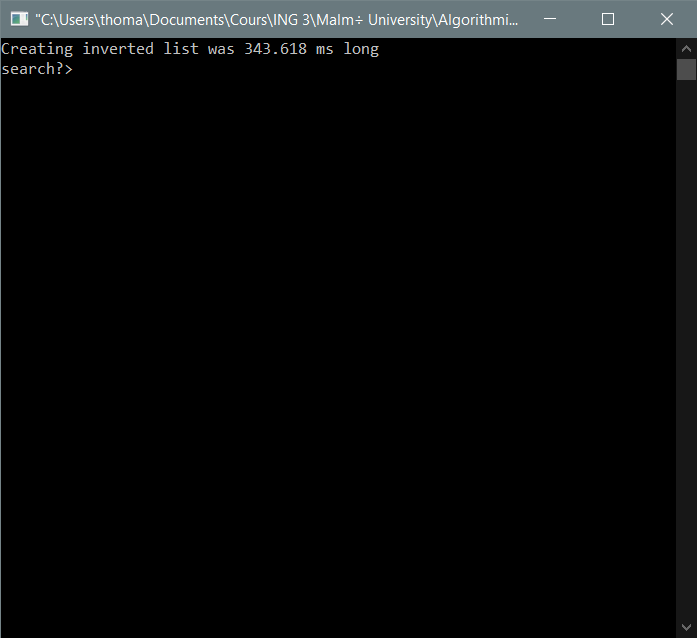 "C:\Users\thoma\Documents\Cours\ING 3\Malm÷ University\Algorithmi...
Creating inverted list was 343.618 ms long
search?>